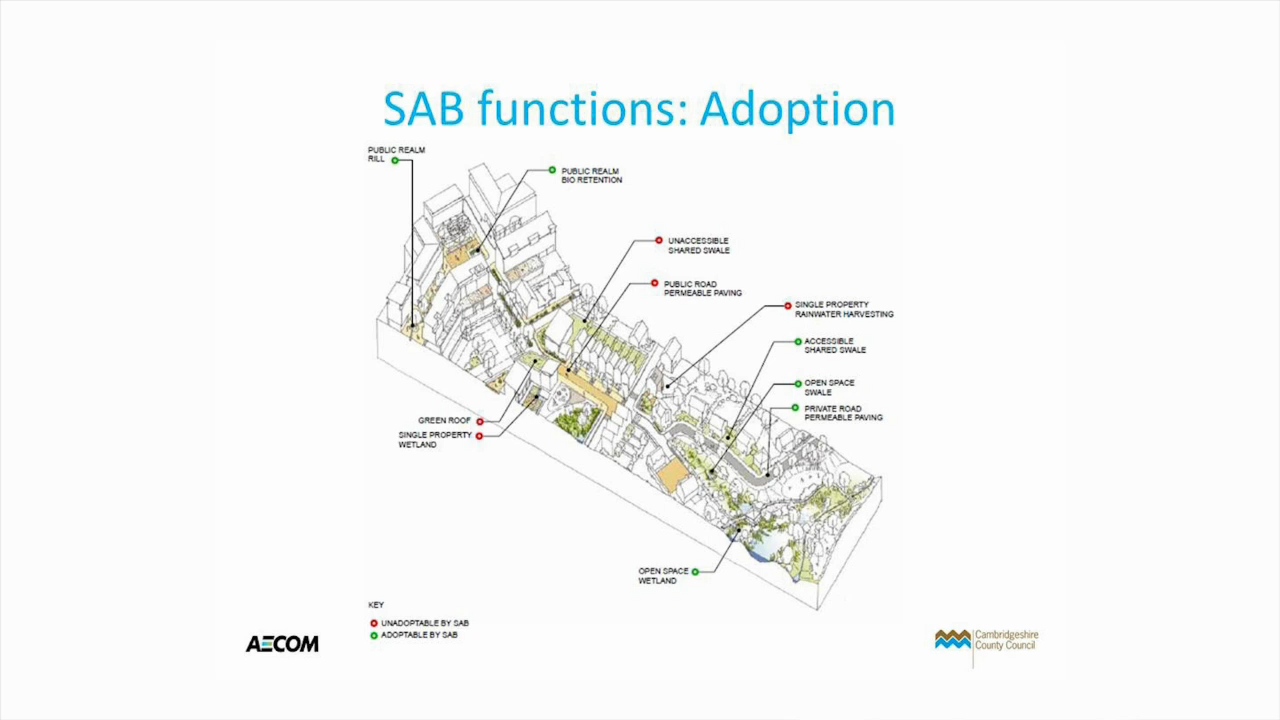 SAB functions: Adoption
PUBLIC REALM
RILL
PUBLIC REALM
BIO RETENTION
UNACCESSIBLE
SHARED SWALE
PUBLIC ROAD
PERMEABLE PAVING
SINGLE PROPERTY
RAINWATER HARVESTING
ACCESSIBLE
SHARED SWALE
OPEN SPACE
SWALE
PRIVATE ROAD
PERMEABLE PAVING
GREEN ROOF
SINGLE PROPERTY
WETLAND
OPEN SPACE
WETLAND
KEY
UNADOPTABLE BY SAB
ADOPTABLE BY SAB
AECOM
Cambridgeshire
County Council